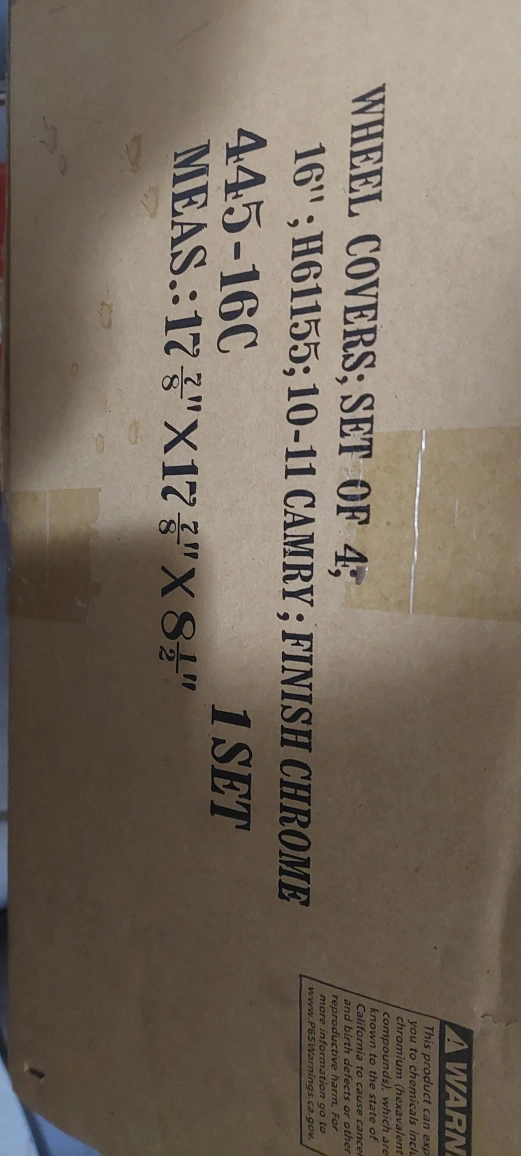 WHEEL COVERS; SET OF 4;
16"; H61155; 10-11 CAMRY; FINISH CHROME
445-16C 1 SET
MEAS.: 17 7/8" X 17 7/8" X 8 1/2"
WARN
This product can exp
you to chemicals incl
chromium (hexavalent
compounds), which are
known to the state of
California to cause cancer
and birth defects or other
reproductive harm. For
more information go to
www.P65Warnings.ca.gov.